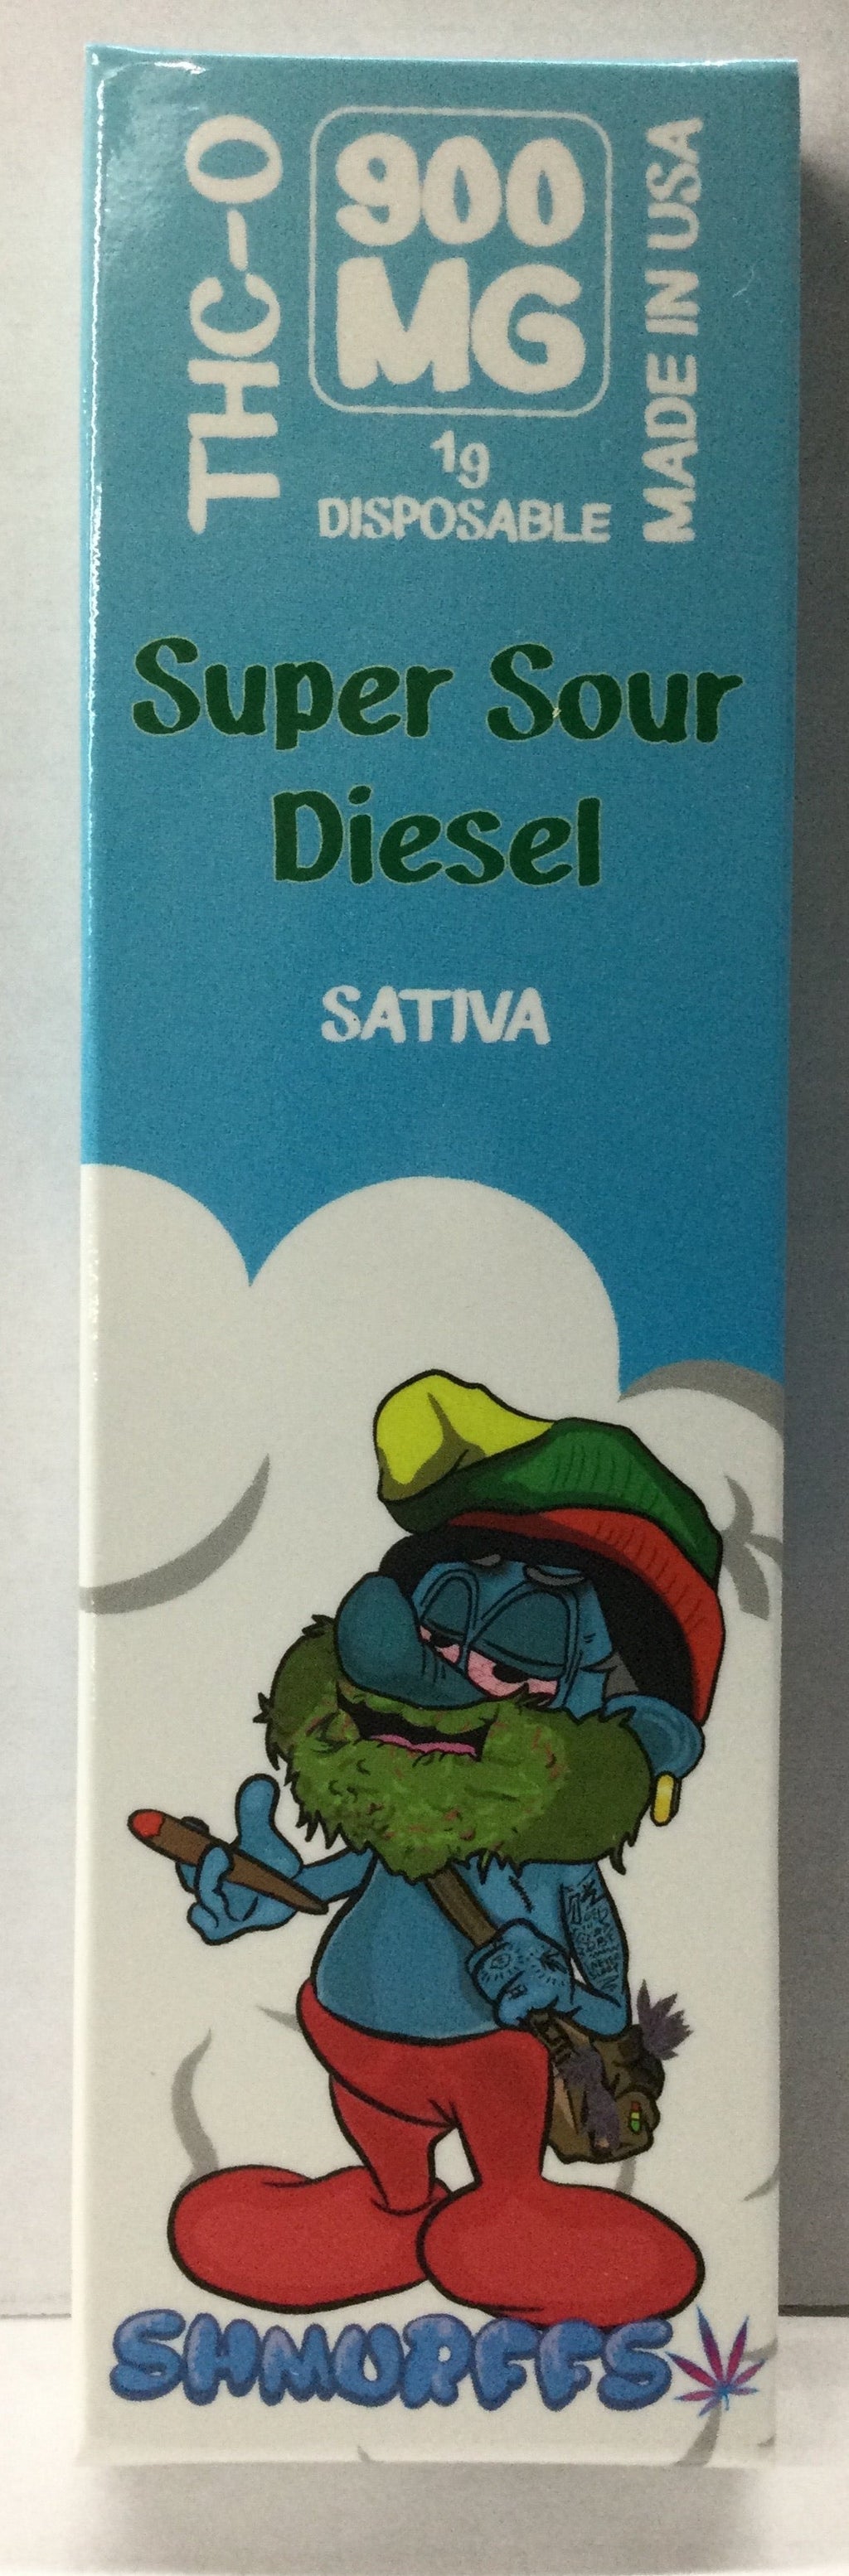 THC-O
900
MG
1g
DISPOSABLE
MADE IN USA
Super Sour
Diesel
SATIVA
SHMURFFS